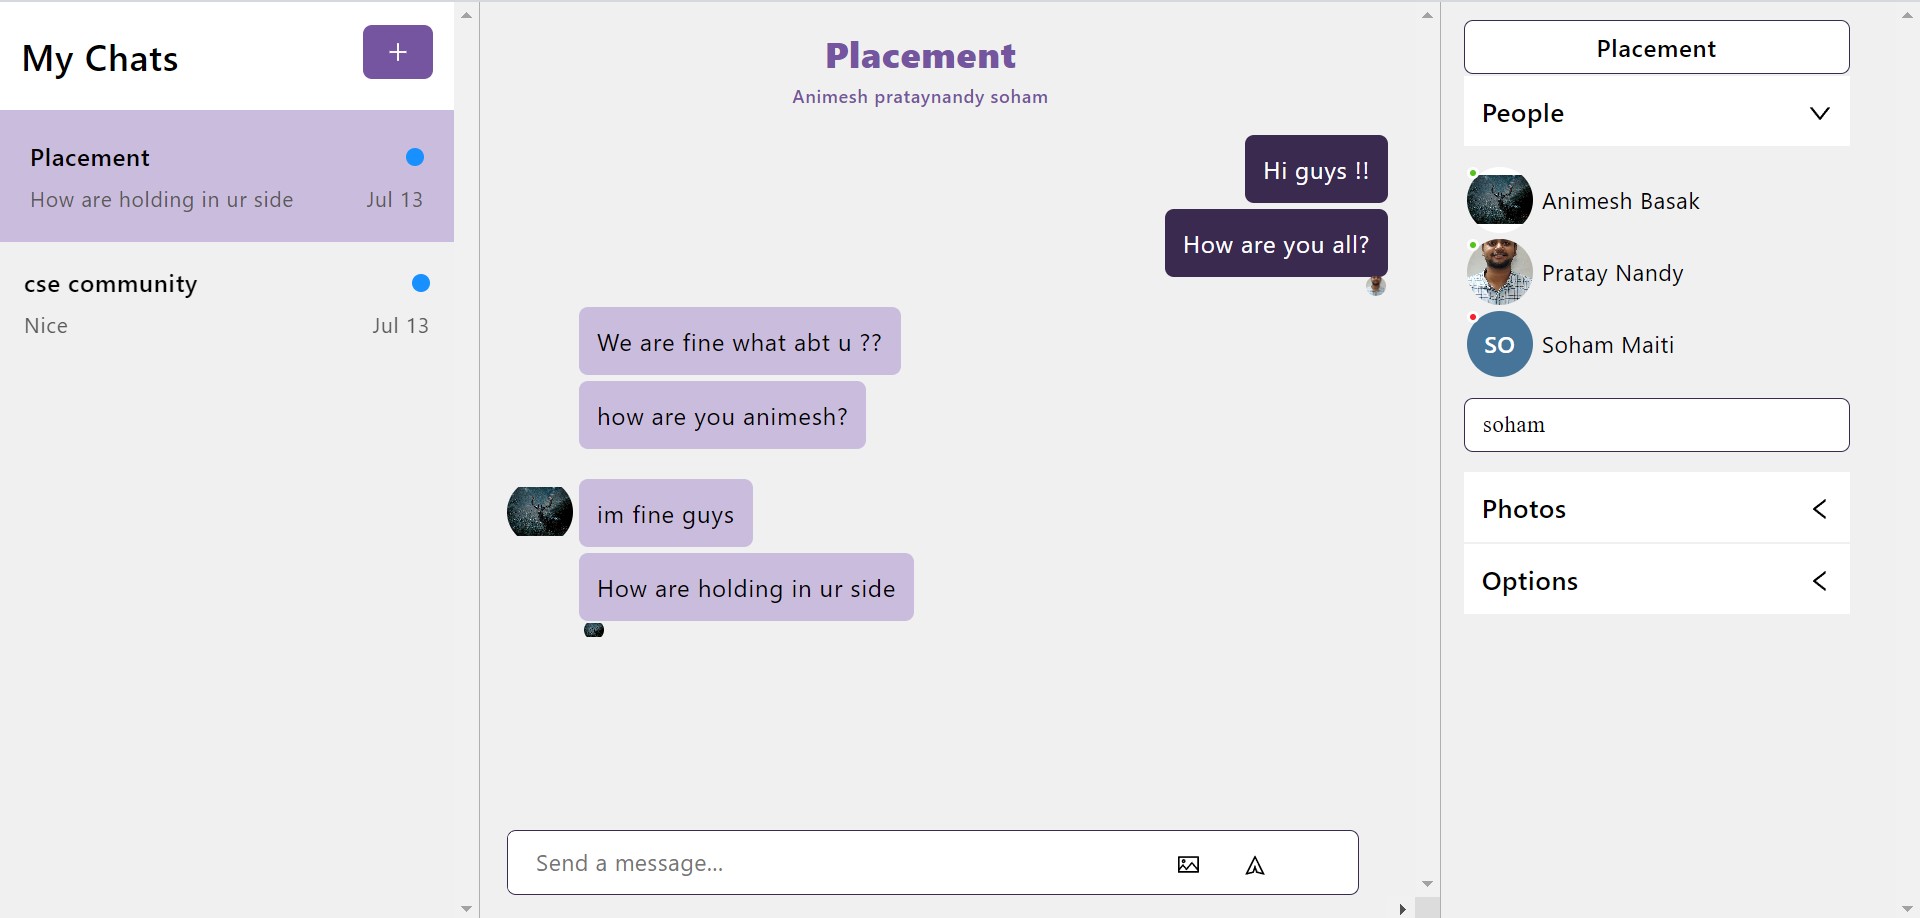 My Chats
+
Placement
How are holding in ur side Jul 13
cse community
Nice Jul 13
Placement
Animesh prataynandy soham
Hi guys !!
How are you all?
We are fine what abt u ??
how are you animesh?
im fine guys
How are holding in ur side
Send a message...
Placement
People
Animesh Basak
Pratay Nandy
SO Soham Maiti
soham
Photos
Options